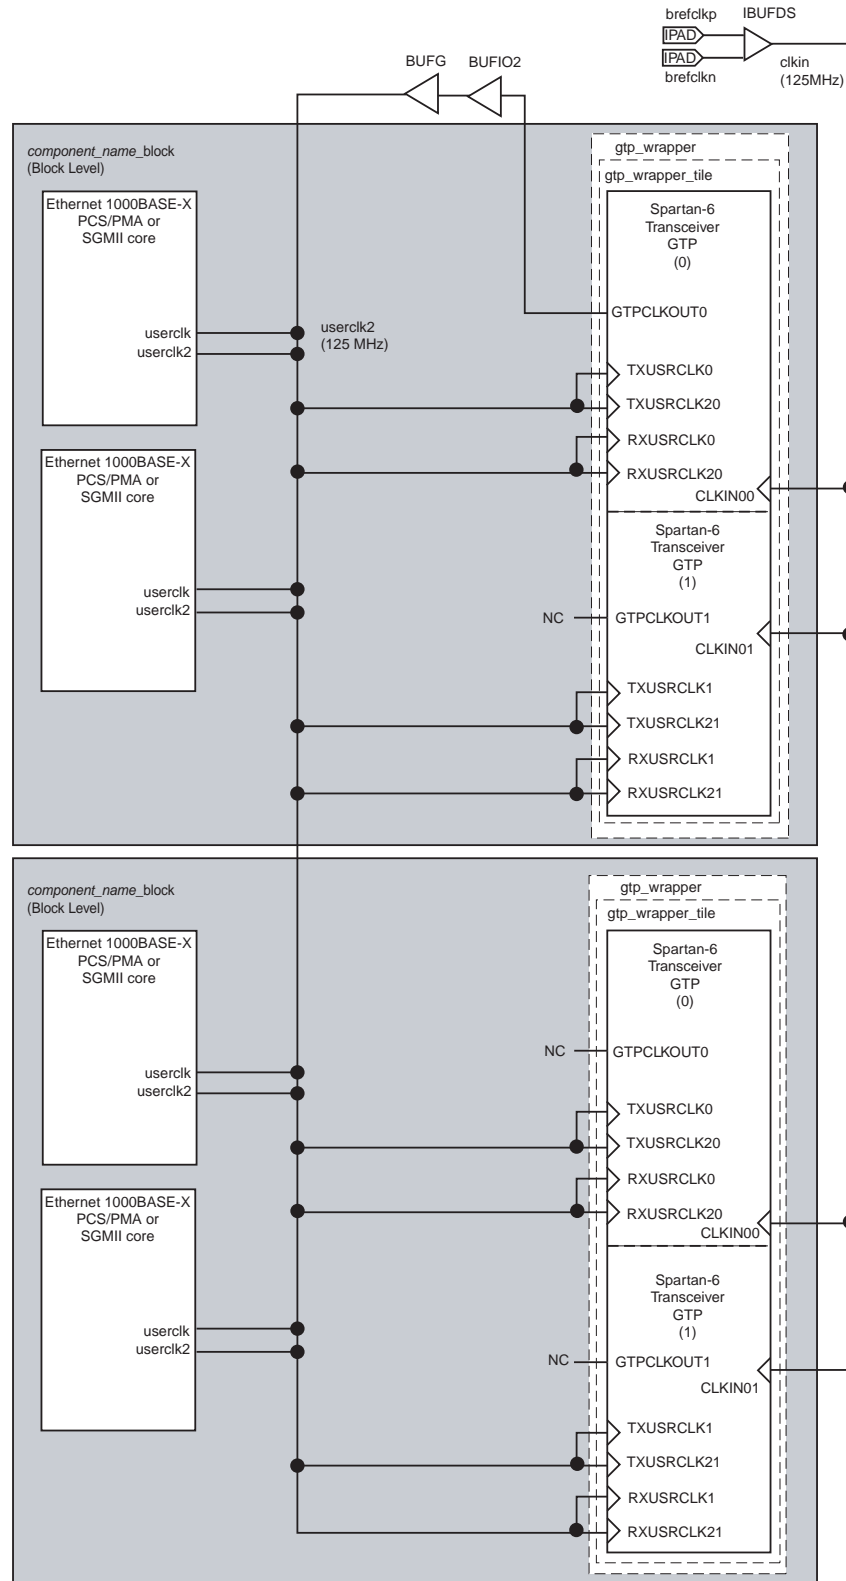 brefclkp
IBUFDS
IPAD
IPAD
brefclkn
clkin
(125MHz)
BUFG
BUFIO2
component_name_block
(Block Level)
Ethernet 1000BASE-X
PCS/PMA or
SGMII core
userclk
userclk2
userclk2
(125 MHz)
Ethernet 1000BASE-X
PCS/PMA or
SGMII core
userclk
userclk2
gtp_wrapper
gtp_wrapper_tile
Spartan-6
Transceiver
GTP
(0)
GTPCLKOUT0
TXUSRCLK0
TXUSRCLK20
RXUSRCLK0
RXUSRCLK20
CLKIN00
Spartan-6
Transceiver
GTP
(1)
NC
GTPCLKOUT1
CLKIN01
TXUSRCLK1
TXUSRCLK21
RXUSRCLK1
RXUSRCLK21
component_name_block
(Block Level)
Ethernet 1000BASE-X
PCS/PMA or
SGMII core
userclk
userclk2
Ethernet 1000BASE-X
PCS/PMA or
SGMII core
userclk
userclk2
gtp_wrapper
gtp_wrapper_tile
Spartan-6
Transceiver
GTP
(0)
NC
GTPCLKOUT0
TXUSRCLK0
TXUSRCLK20
RXUSRCLK0
RXUSRCLK20
CLKIN00
Spartan-6
Transceiver
GTP
(1)
NC
GTPCLKOUT1
CLKIN01
TXUSRCLK1
TXUSRCLK21
RXUSRCLK1
RXUSRCLK21